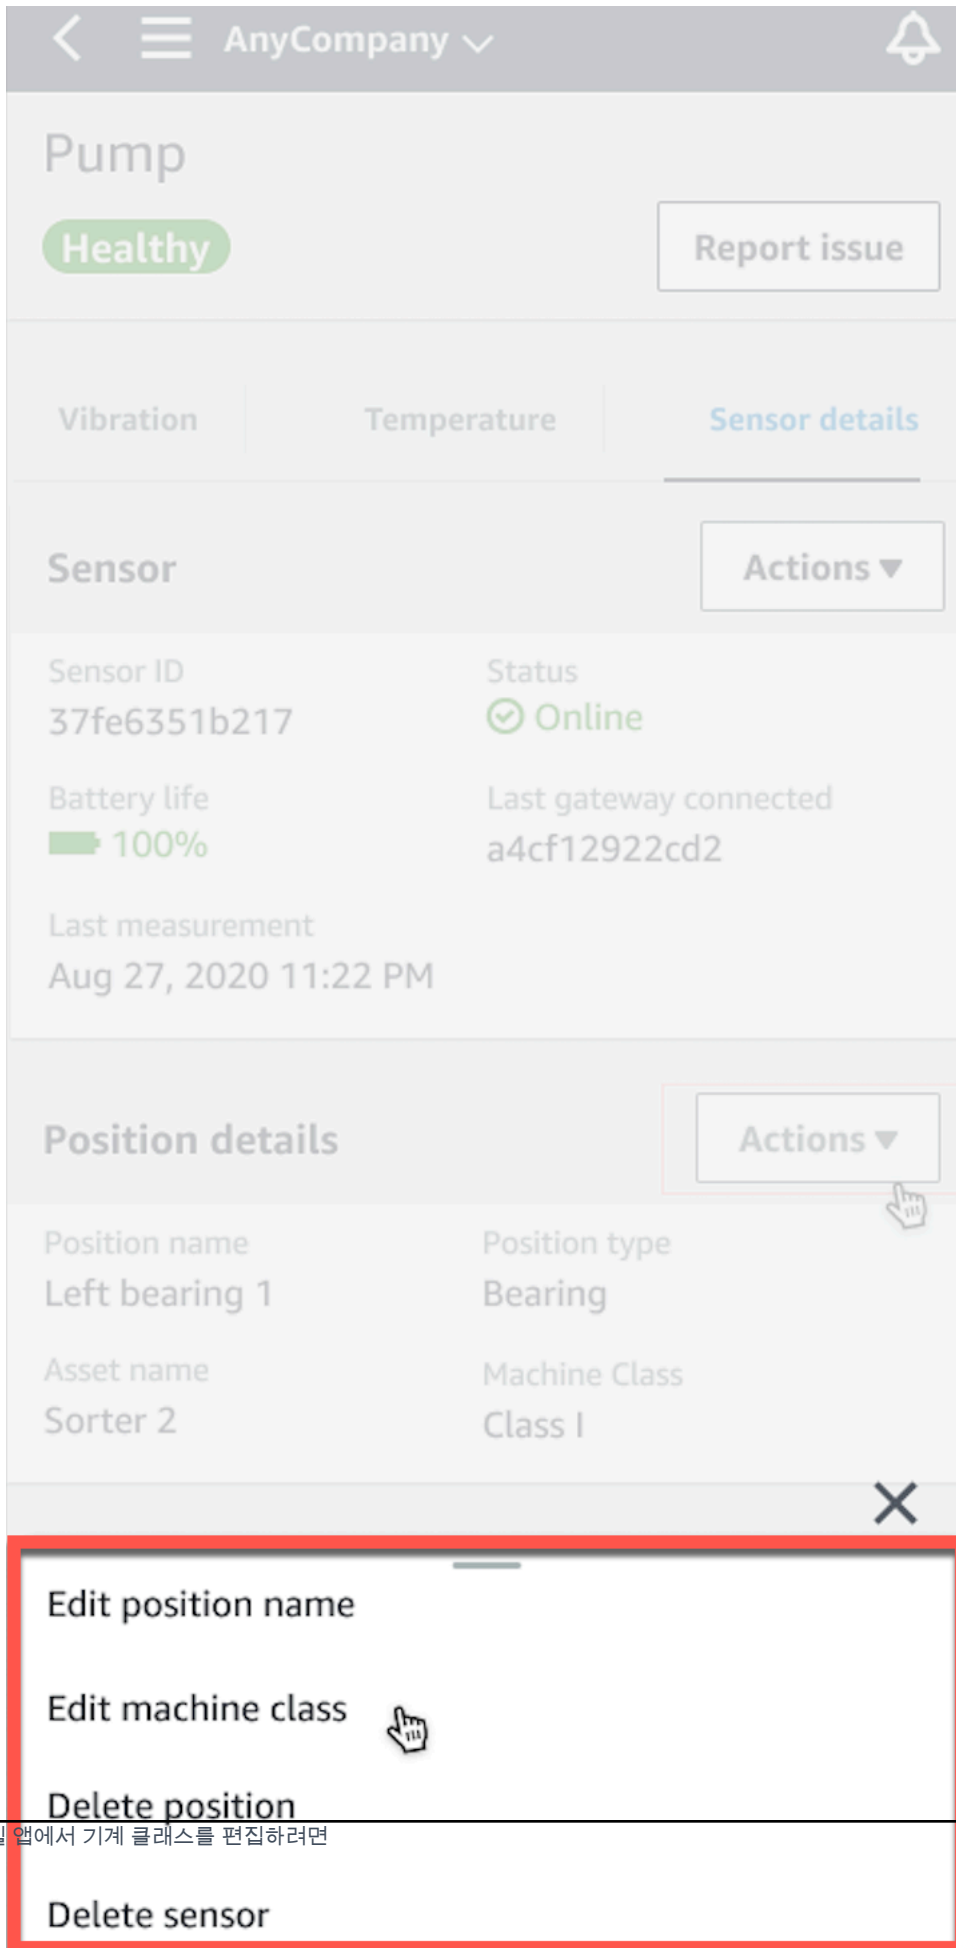 AnyCompany
Pump
Healthy
Report issue
Vibration Temperature Sensor details
Sensor
Actions
Sensor ID Status
37fe6351b217 Online
Battery life Last gateway connected
100% a4cf12922cd2
Last measurement
Aug 27, 2020 11:22 PM
Position details
Actions
Position name Position type
Left bearing 1 Bearing
Asset name Machine Class
Sorter 2 Class I
Edit position name
Edit machine class
Delete position
앱에서 기계 클래스를 편집하려면
Delete sensor